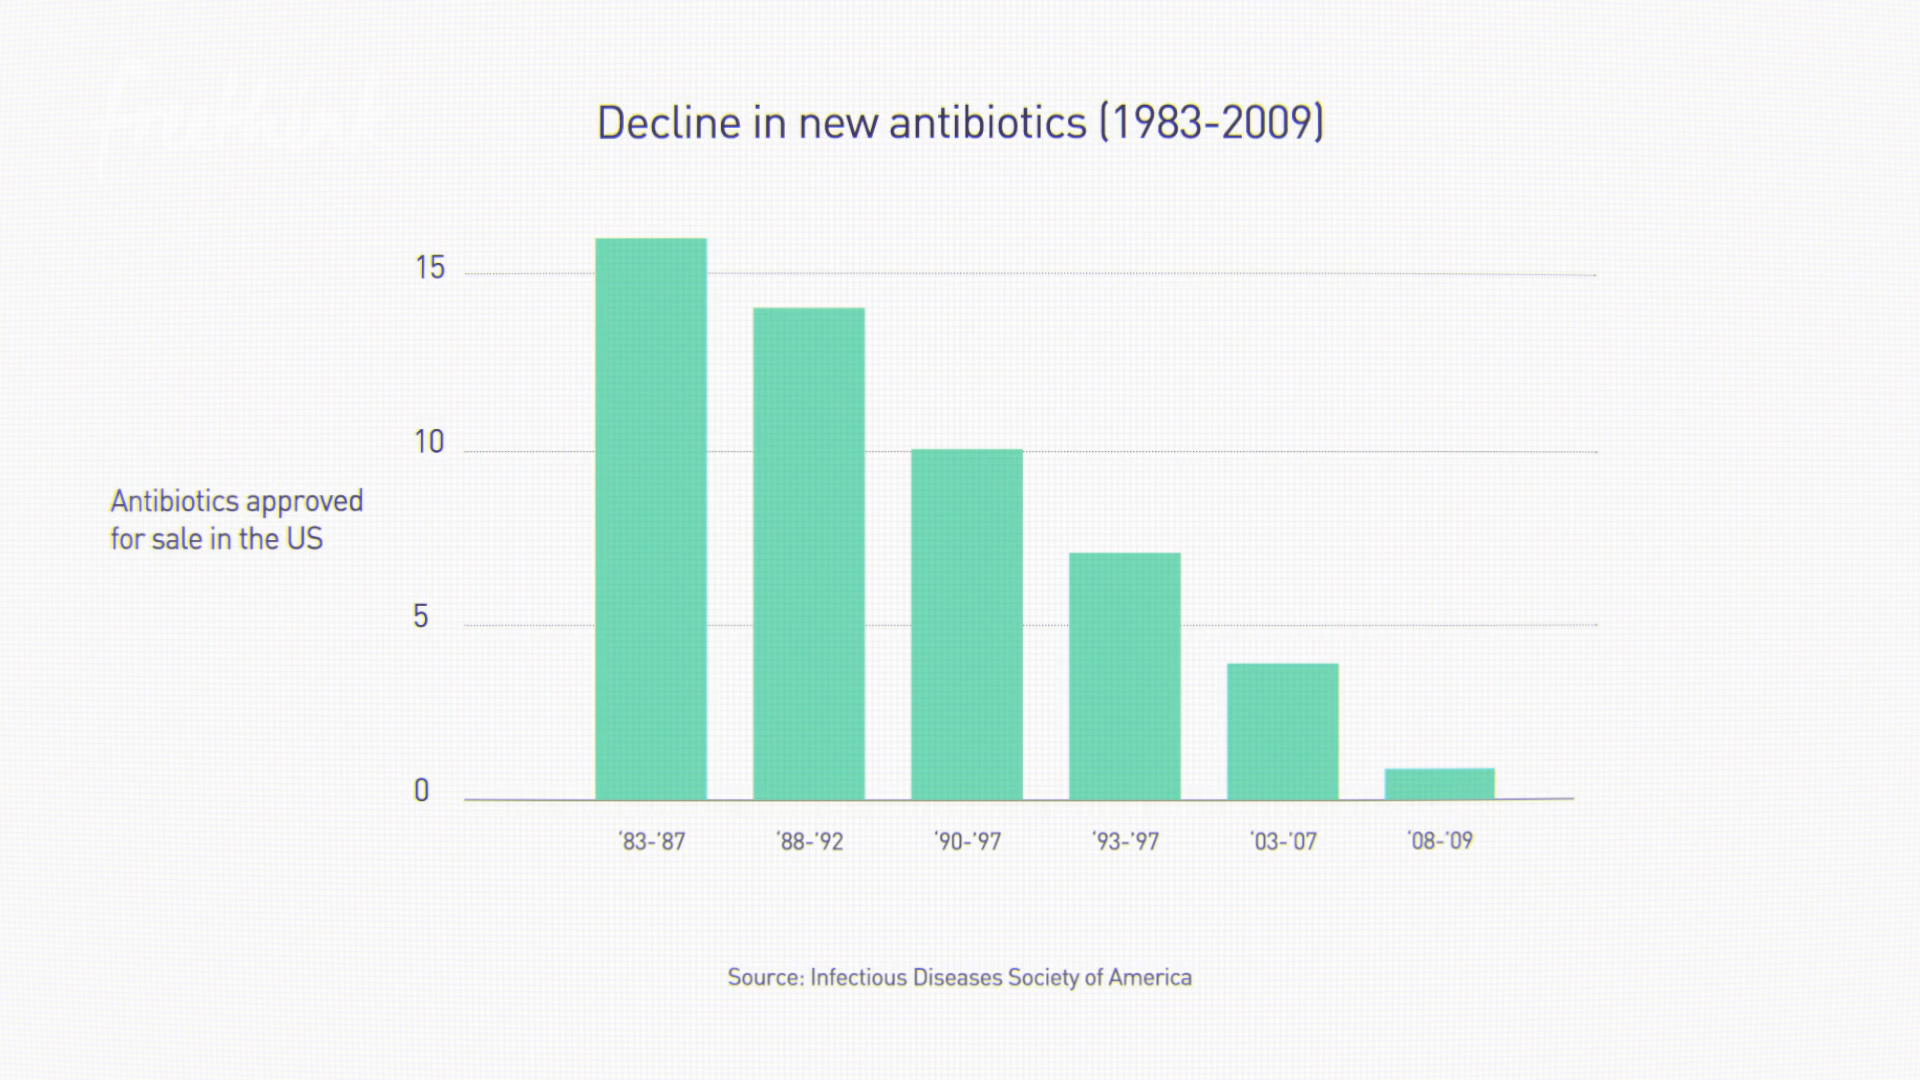 Decline in new antibiotics (1983-2009)
15
10
Antibiotics approved
for sale in the US
5
0
'83-'87
'88-'92
'90-'97
'93-'97
'03-'07
'08-'09
Source: Infectious Diseases Society of America